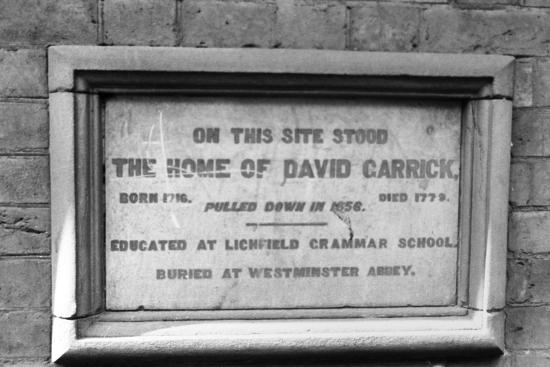 ON THIS SITE STOOD
THE HOME OF DAVID GARRICK,
BORN 1716. DIED 1779.
PULLED DOWN IN 1856.
EDUCATED AT LICHFIELD GRAMMAR SCHOOL.
BURIED AT WESTMINSTER ABBEY.